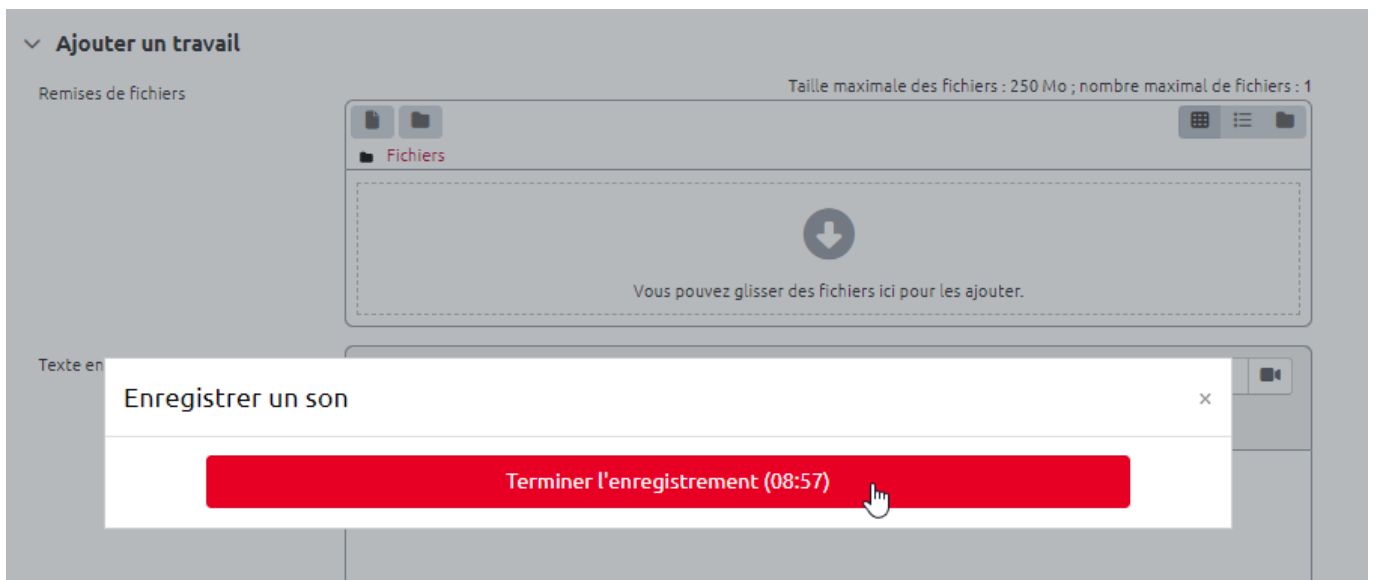 Ajouter un travail
Remises de fichiers
Taille maximale des fichiers : 250 Mo ; nombre maximal de fichiers : 1
Fichiers
Vous pouvez glisser des fichiers ici pour les ajouter.
Texte en
Enregistrer un son
×
Terminer l'enregistrement (08:57)